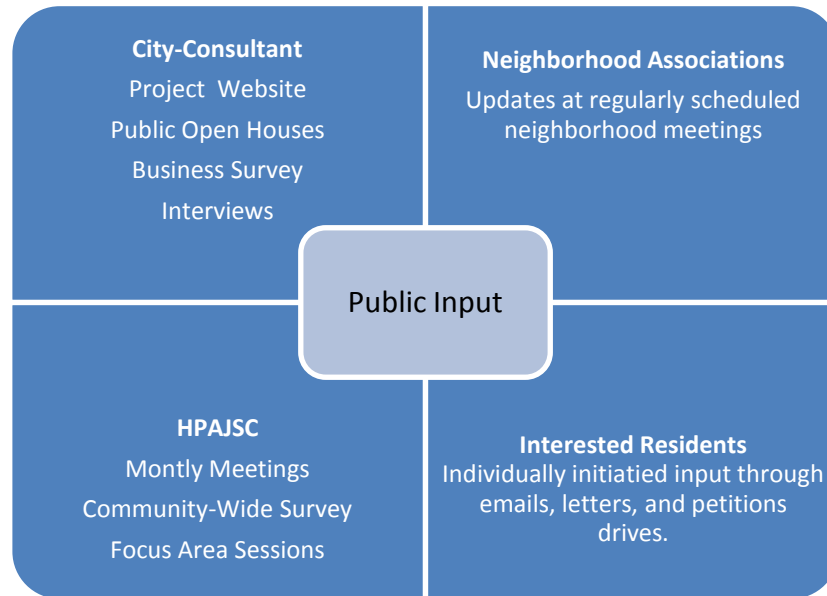 City-Consultant
Project Website
Public Open Houses
Business Survey
Interviews
Neighborhood Associations
Updates at regularly scheduled
neighborhood meetings
Public Input
HPAJSC
Montly Meetings
Community-Wide Survey
Focus Area Sessions
Interested Residents
Individually initiatied input through
emails, letters, and petitions
drives.